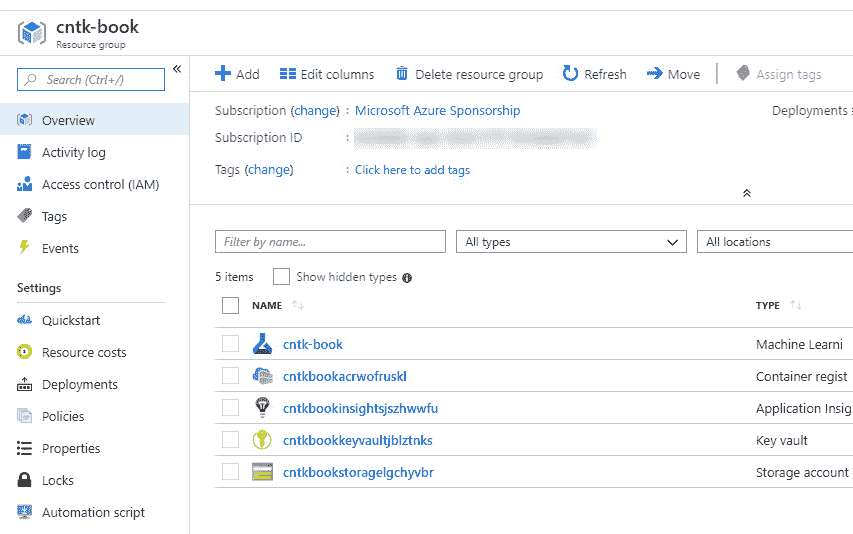 cntk-book
Resource group
Search (Ctrl+/)
«
Overview
Activity log
Access control (IAM)
Tags
Events
Settings
Quickstart
Resource costs
Deployments
Policies
Properties
Locks
Automation script
Add Edit columns Delete resource group Refresh Move Assign tags
Subscription (change) : Microsoft Azure Sponsorship Deployments :
Subscription ID :
Tags (change) : Click here to add tags
Filter by name... All types All locations
5 items Show hidden types
NAME TYPE
cntk-book Machine Learni
cntkbookacrwofruskl Container regist
cntkbookinsightsjszhwwfu Application Insig
cntkbookkeyvaultjblztnks Key vault
cntkbookstoragelgchyvbr Storage account